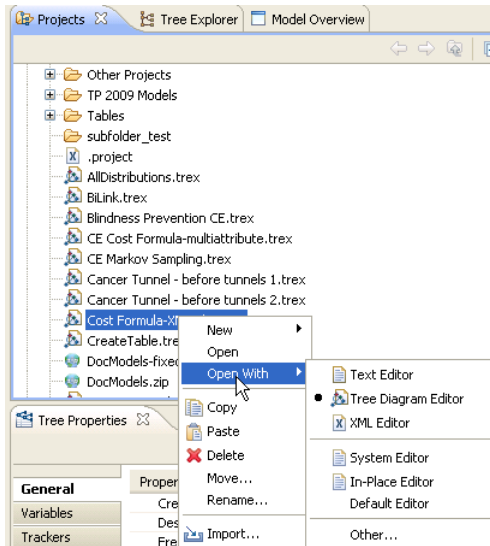 Projects Tree Explorer Model Overview
Other Projects
TP 2009 Models
Tables
subfolder_test
.project
AllDistributions.trex
BiLink.trex
Blindness Prevention CE.trex
CE Cost Formula-multiattribute.trex
CE Markov Sampling.trex
Cancer Tunnel - before tunnels 1.trex
Cancer Tunnel - before tunnels 2.trex
Cost Formula-
CreateTable.tre
DocModels-fixed
DocModels.zip
New
Open
Open With
Copy
Paste
Delete
Move...
Rename...
Import...
Text Editor
Tree Diagram Editor
XML Editor
System Editor
In-Place Editor
Default Editor
Other...
Tree Properties
General
Variables
Trackers
Proper
Cre
Des
Fre